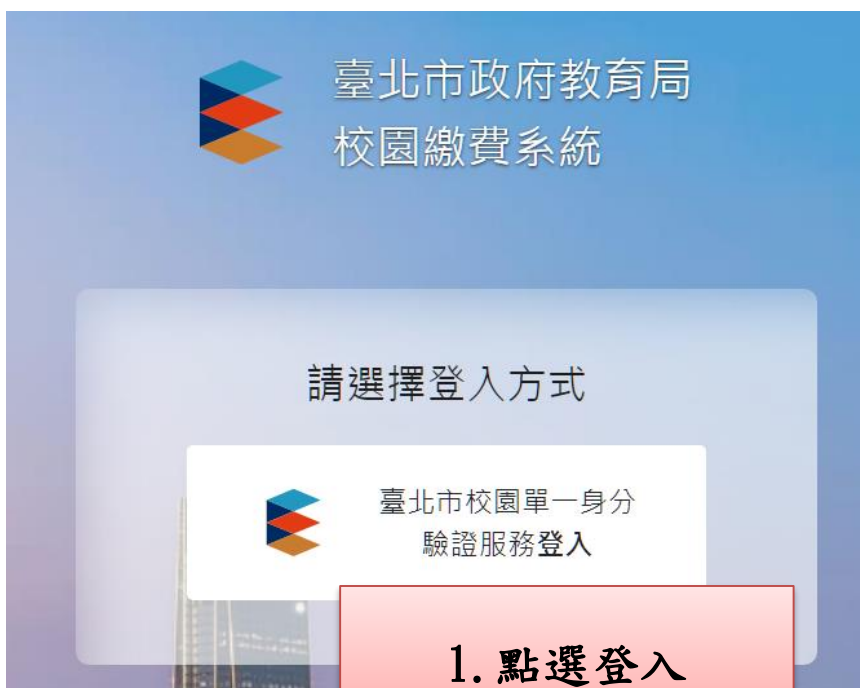 臺北市政府教育局
校園繳費系統
請選擇登入方式
臺北市校園單一身分
驗證服務登入
1.點選登入